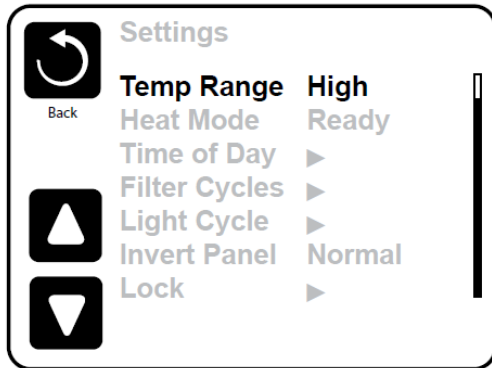 Settings
Temp Range High
Back
Heat Mode Ready
Time of Day ▶
Filter Cycles ▶
Light Cycle ▶
Invert Panel Normal
Lock ▶